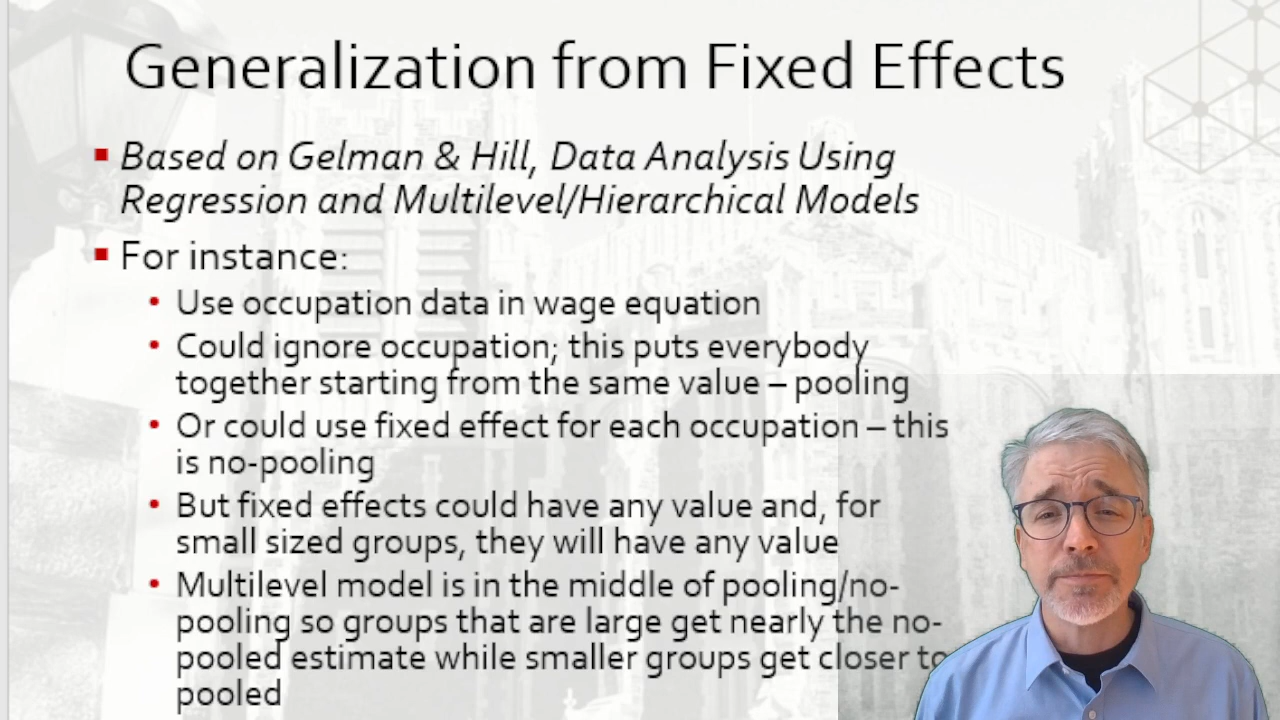 Generalization from Fixed Effects
Based on Gelman & Hill, Data Analysis Using
Regression and Multilevel/Hierarchical Models
For instance:
Use occupation data in wage equation
Could ignore occupation; this puts everybody
together starting from the same value – pooling
Or could use fixed effect for each occupation – this
is no-pooling
But fixed effects could have any value and, for
small sized groups, they will have any value
Multilevel model is in the middle of pooling/no-
pooling so groups that are large get nearly the no-
pooled estimate while smaller groups get closer to
pooled